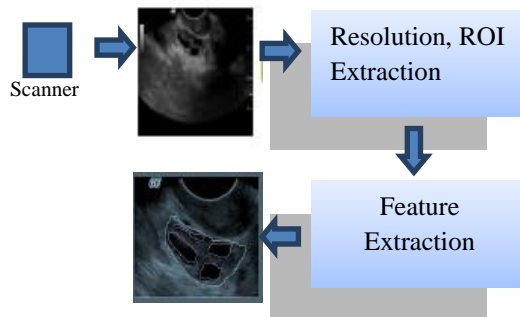 Resolution, ROI
Extraction
Scanner
Feature
Extraction